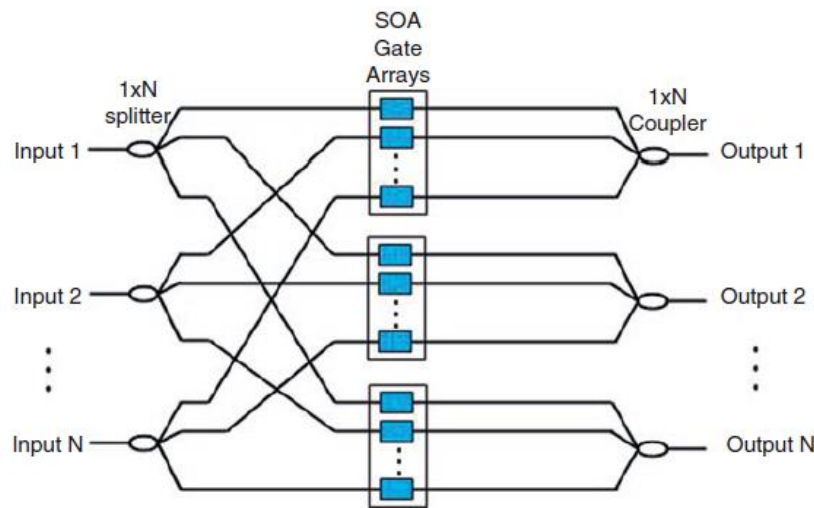 SOA
Gate
Arrays
1xN
splitter
1xN
Coupler
Input 1
Output 1
Input 2
Output 2
Input N
Output N